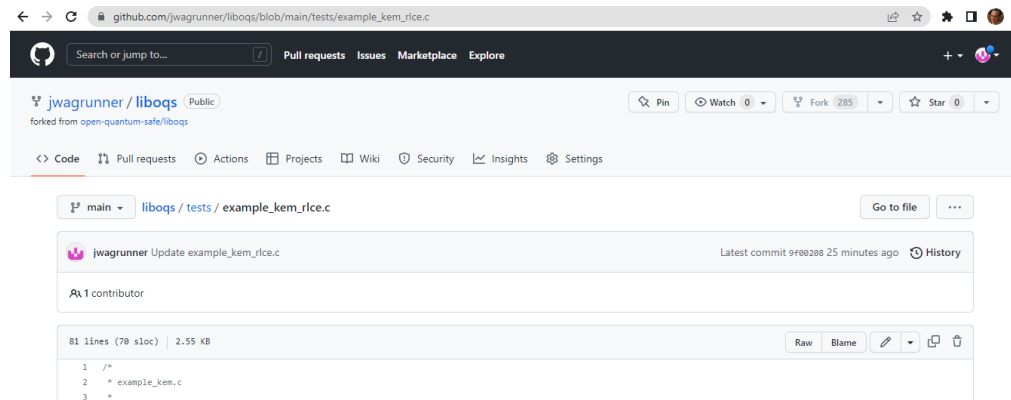 github.com/jwagrunner/liboqs/blob/main/tests/example_kem_rlce.c
Search or jump to... / Pull requests Issues Marketplace Explore
jwagrunner / liboqs Public Pin Watch 0 Fork 285 Star 0
forked from open-quantum-safe/liboqs
<> Code Pull requests Actions Projects Wiki Security Insights Settings
main liboqs / tests / example_kem_rlce.c Go to file ...
jwagrunner Update example_kem_rlce.c Latest commit 9f00208 25 minutes ago History
1 contributor
81 lines (70 sloc) 2.55 KB Raw Blame
1 /*
2 * example_kem.c
3 *